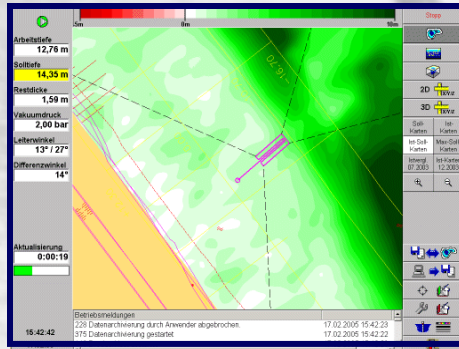 -5m
0m
10m
Stopp
Arbeitstiefe
12,76 m
Solltiefe
14,35 m
Restdicke
1,59 m
Vakuumdruck
2,00 bar
Leiterwinkel
13° / 27°
Differenzwinkel
14°
Aktualisierung
0:00:19
15:42:42
-16,70
2D
3D
Soll-Karten
Ist-Karten
Ist-Soll-Karten
Max-Soll-Karten
Istvergl. 07.2003
Ist-Karten 12.2003
Betriebsmeldungen
228 Datenarchivierung durch Anwender abgebrochen. 17.02.2005 15:42:23
375 Datenarchivierung gestartet 17.02.2005 15:42:22